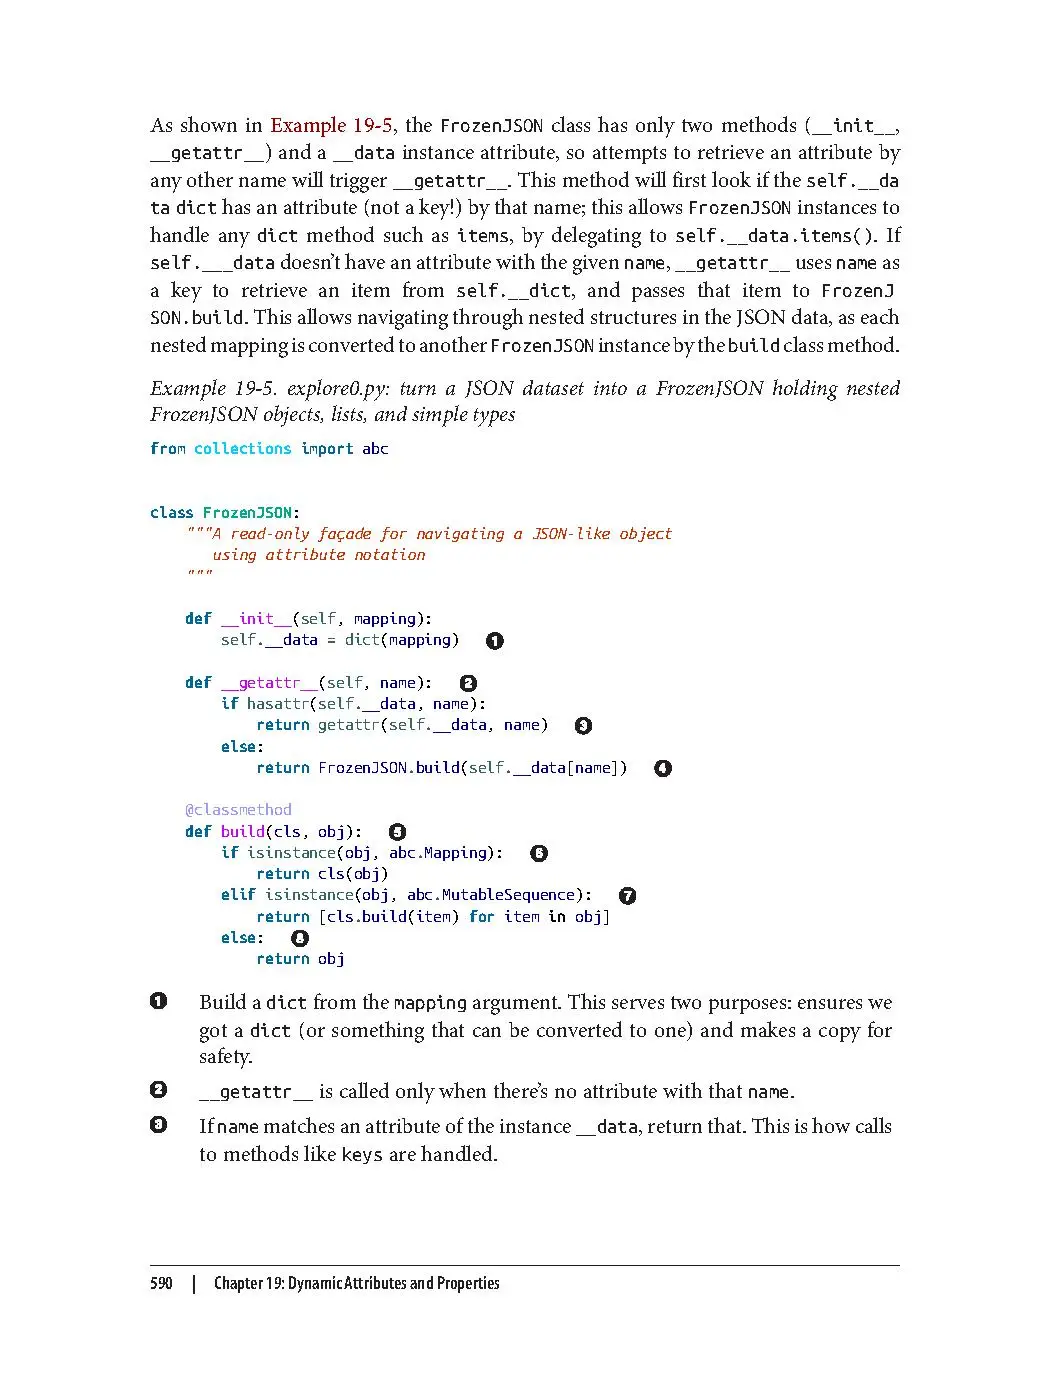 As shown in Example 19-5, the FrozenJSON class has only two methods (__init__,
__getattr__) and a __data instance attribute, so attempts to retrieve an attribute by
any other name will trigger __getattr__. This method will first look if the self.__da
ta dict has an attribute (not a key!) by that name; this allows FrozenJSON instances to
handle any dict method such as items, by delegating to self.__data.items(). If
self.___data doesn’t have an attribute with the given name, __getattr__ uses name as
a key to retrieve an item from self.__dict, and passes that item to FrozenJ
SON.build. This allows navigating through nested structures in the JSON data, as each
nested mapping is converted to another FrozenJSON instance by the build class method.
Example 19-5. explore0.py: turn a JSON dataset into a FrozenJSON holding nested
FrozenJSON objects, lists, and simple types
from collections import abc
class FrozenJSON:
    """A read-only façade for navigating a JSON-like object
       using attribute notation
    """
    def __init__(self, mapping):
        self.__data = dict(mapping) ❶
    def __getattr__(self, name): ❷
        if hasattr(self.__data, name):
            return getattr(self.__data, name) ❸
        else:
            return FrozenJSON.build(self.__data[name]) ❹
    @classmethod
    def build(cls, obj): ❺
        if isinstance(obj, abc.Mapping): ❻
            return cls(obj)
        elif isinstance(obj, abc.MutableSequence): ❼
            return [cls.build(item) for item in obj]
        else: ❽
            return obj
❶ Build a dict from the mapping argument. This serves two purposes: ensures we
got a dict (or something that can be converted to one) and makes a copy for
safety.
❷ __getattr__ is called only when there’s no attribute with that name.
❸ If name matches an attribute of the instance __data, return that. This is how calls
to methods like keys are handled.
590 | Chapter 19: Dynamic Attributes and Properties